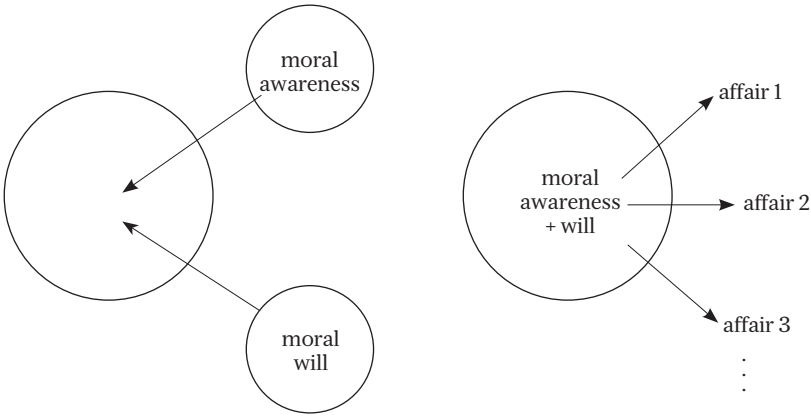 moral
awareness
moral
will
moral
awareness
+ will
affair 1
affair 2
affair 3